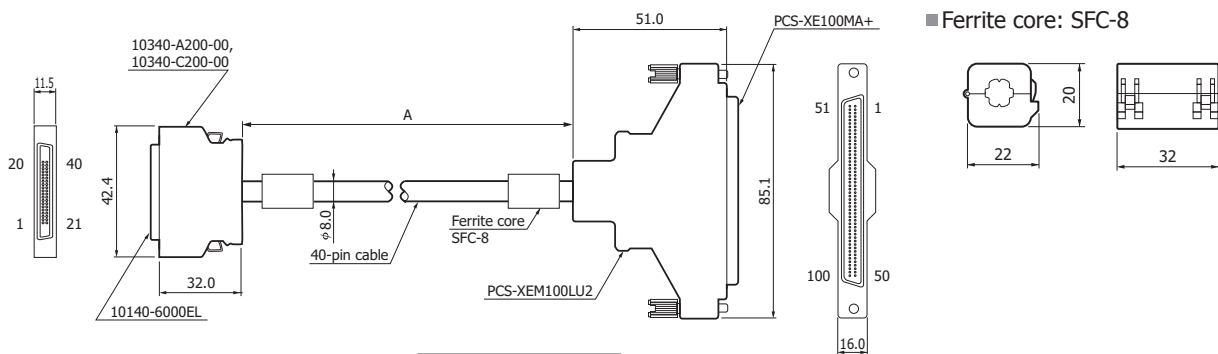 51.0
PCS-XE100MA+
■ Ferrite core: SFC-8
10340-A200-00,
10340-C200-00
11.5
A
51
1
20
20
40
42.4
85.1
22
32
1
21
φ8.0
Ferrite core
SFC-8
40-pin cable
32.0
PCS-XEM100LU2
100
50
10140-6000EL
16.0